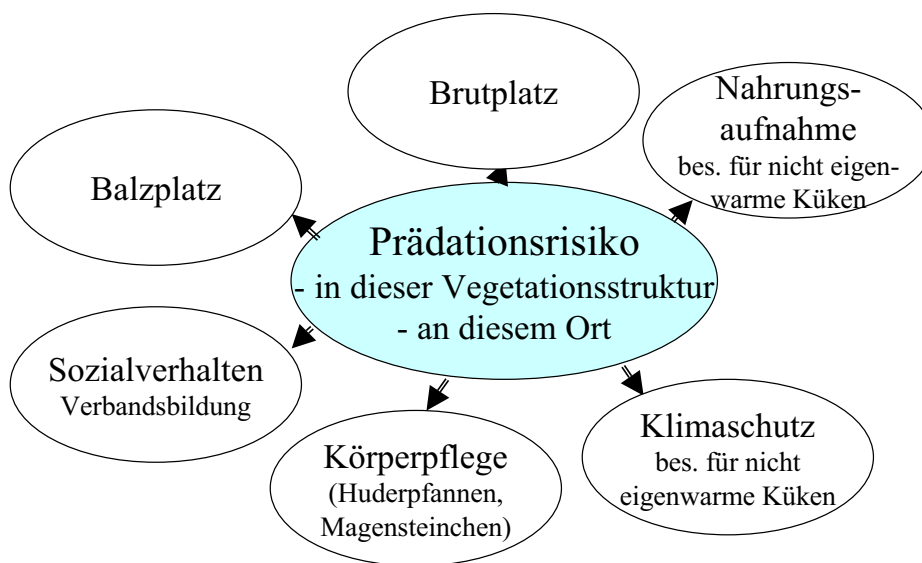 Brutplatz
Nahrungs-
aufnahme
bes. für nicht eigen-
warme Küken
Balzplatz
Prädationsrisiko
- in dieser Vegetationsstruktur
- an diesem Ort
Sozialverhalten
Verbandsbildung
Körperpflege
(Huderpfannen,
Magensteinchen)
Klimaschutz
bes. für nicht
eigenwarme Küken